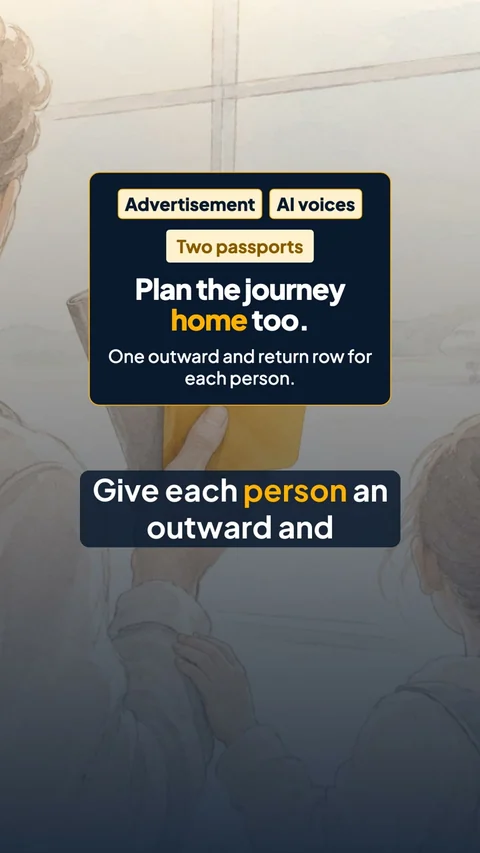 Advertisement AI voices
Two passports
Plan the journey
home too.
One outward and return row for
each person.
Give each person an
outward and